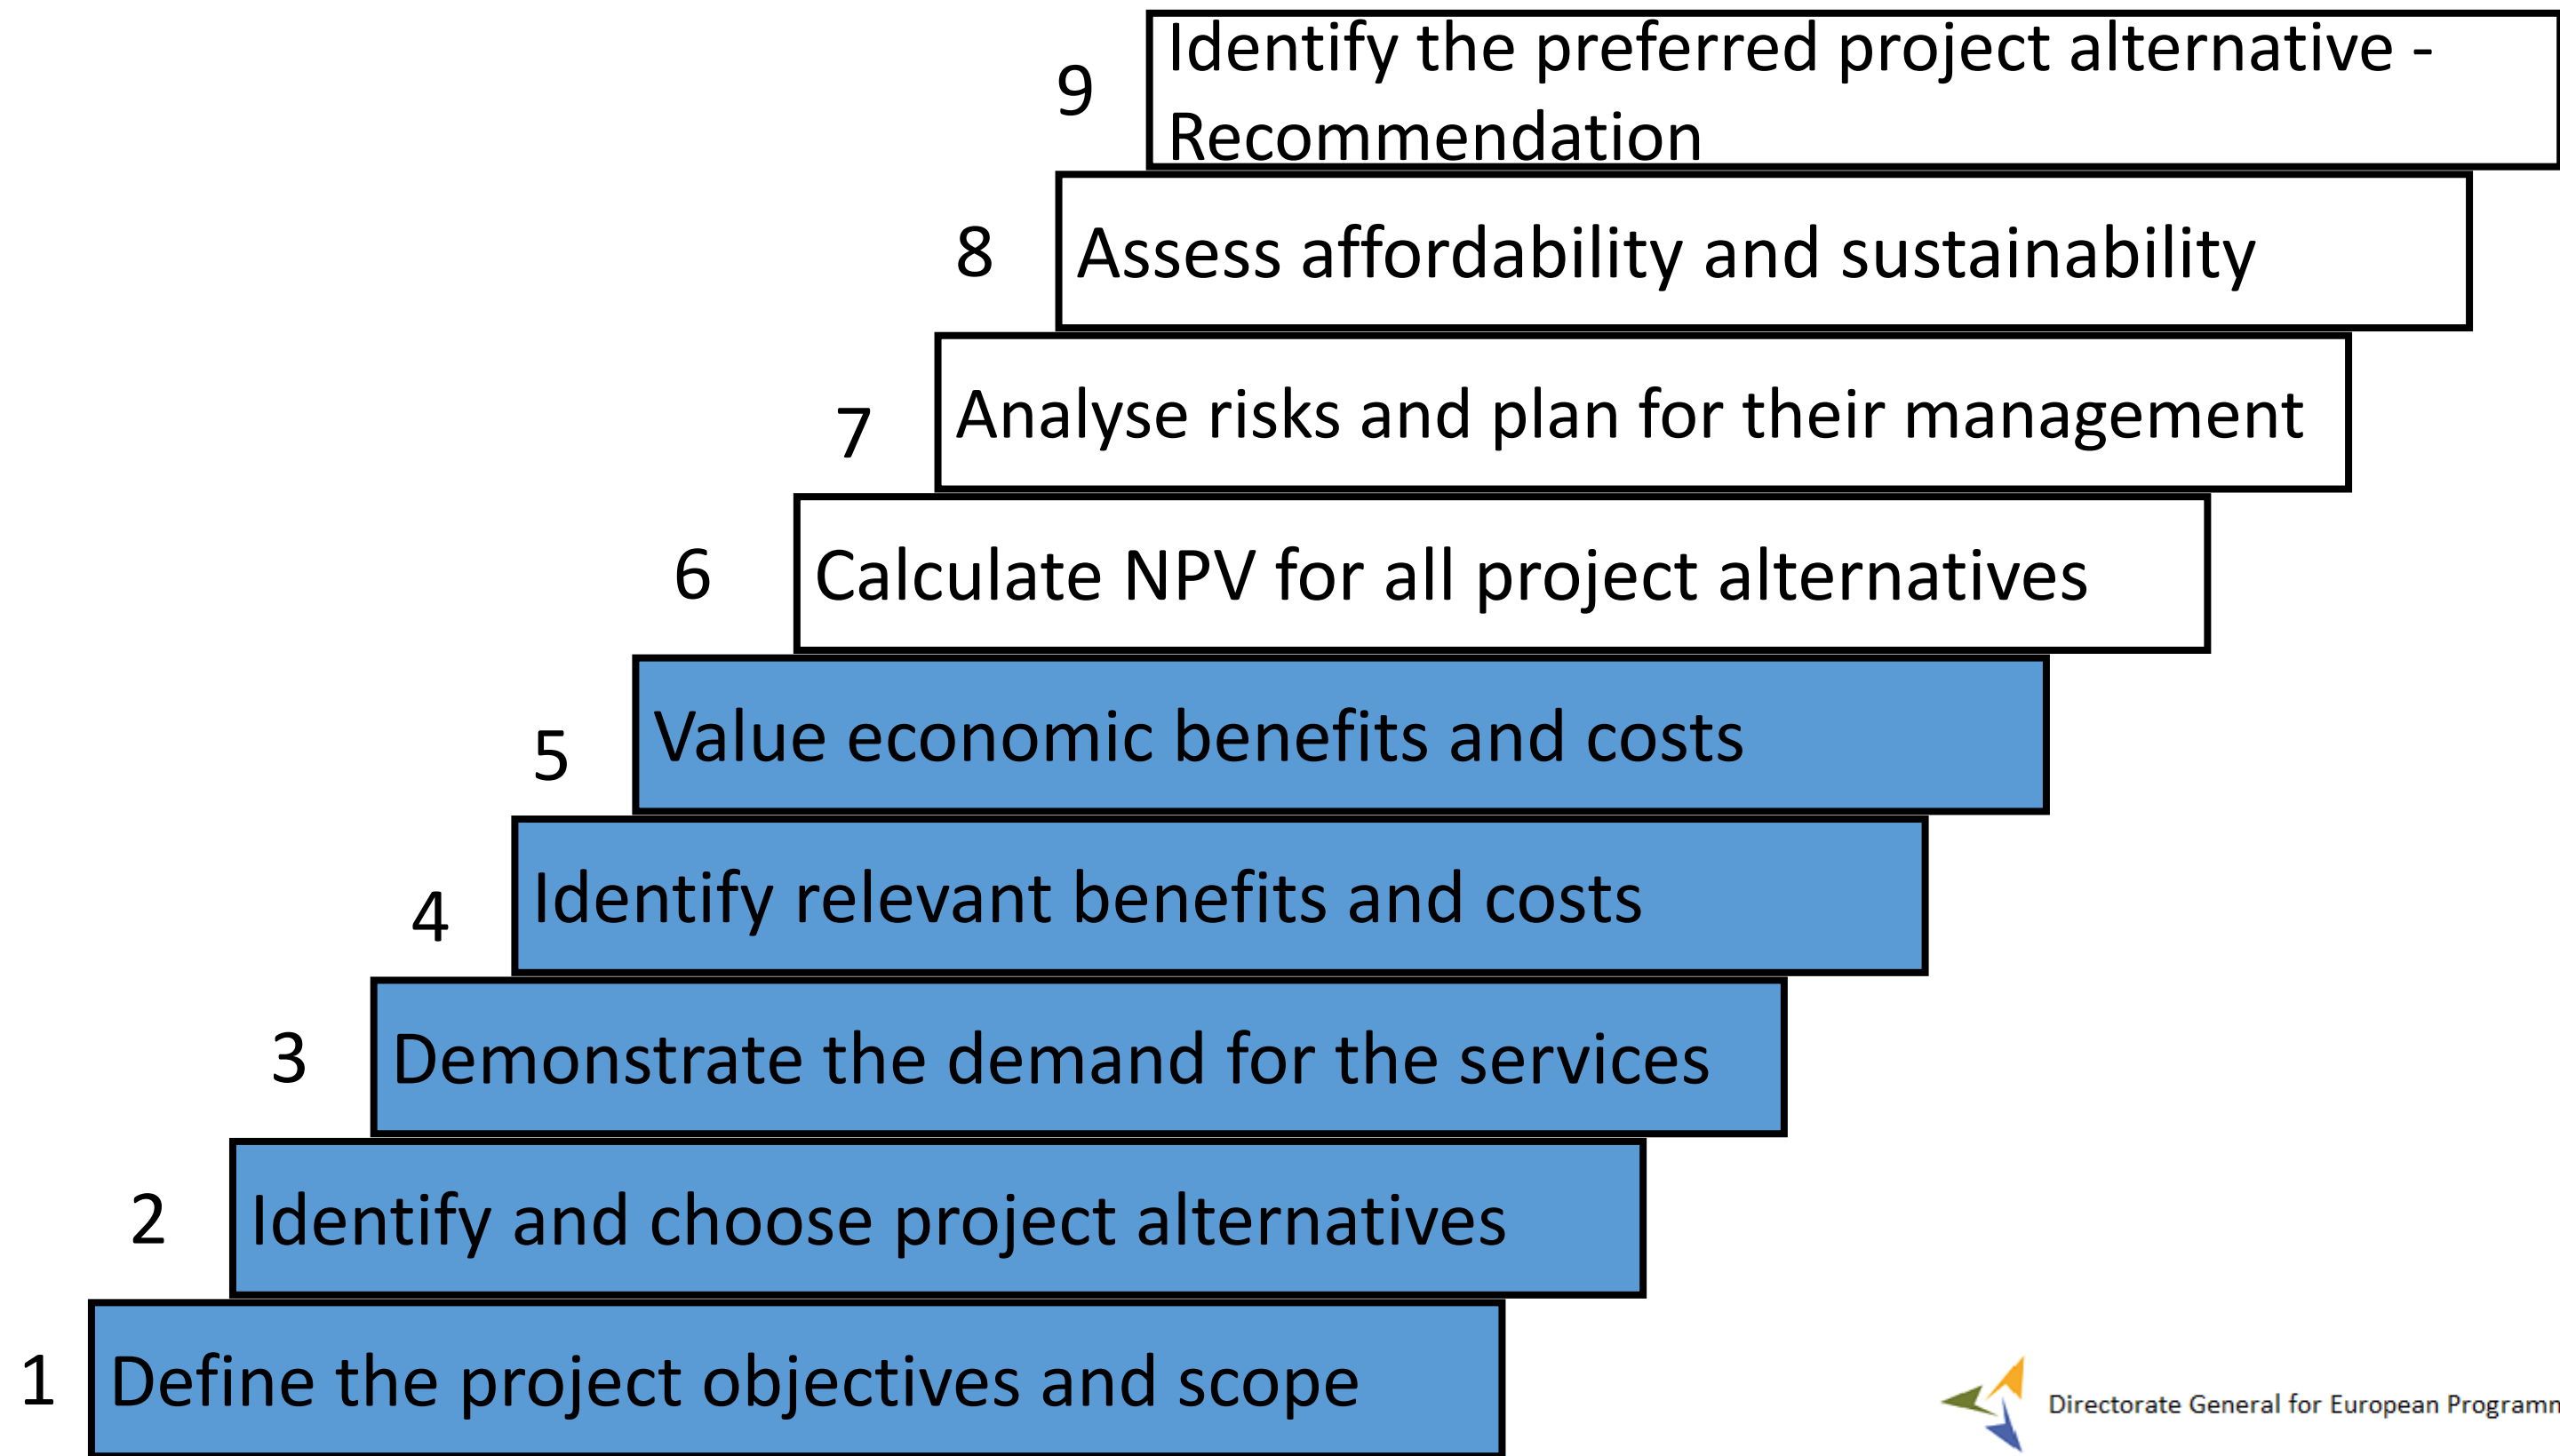 9
Identify the preferred project alternative -
Recommendation
8
Assess affordability and sustainability
7
Analyse risks and plan for their management
6
Calculate NPV for all project alternatives
5
Value economic benefits and costs
4
Identify relevant benefits and costs
3
Demonstrate the demand for the services
2
Identify and choose project alternatives
1
Define the project objectives and scope
Directorate General for European